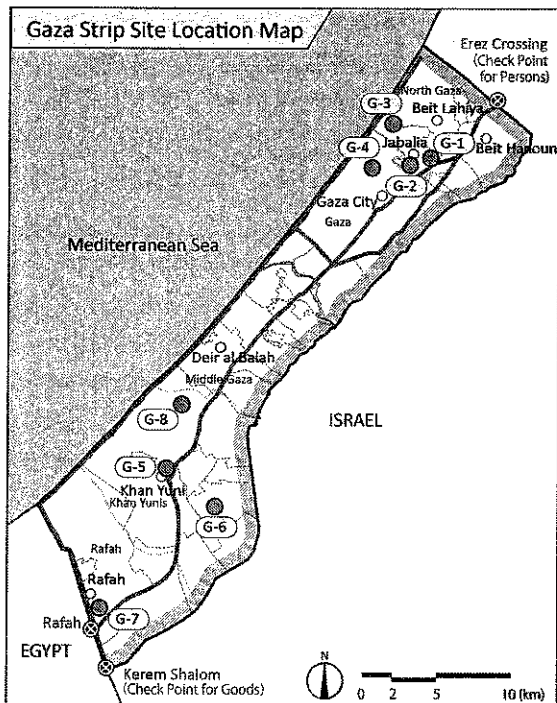 Gaza Strip Site Location Map
Erez Crossing
(Check Point
for Persons)
North Gaza
G-3
Beit Lahiya
G-4
Jabalia
G-1
Beit Hanoun
G-2
Gaza City
Gaza
Mediterranean Sea
Deir al Balah
Middle Gaza
G-8
ISRAEL
G-5
Khan Yuni
Khan Yunis
G-6
Rafah
Rafah
G-7
Rafah
EGYPT
Kerem Shalom
(Check Point for Goods)
N
0 2 5 10 (km)